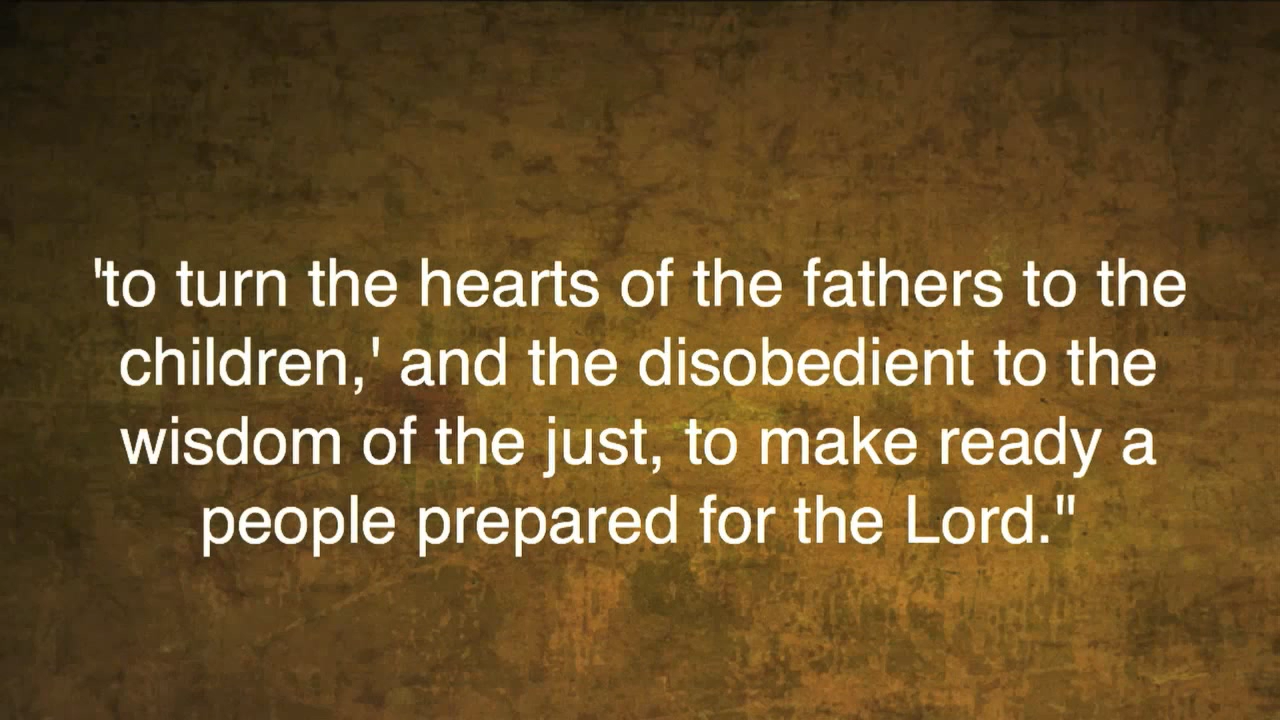 'to turn the hearts of the fathers to the
children,' and the disobedient to the
wisdom of the just, to make ready a
people prepared for the Lord."